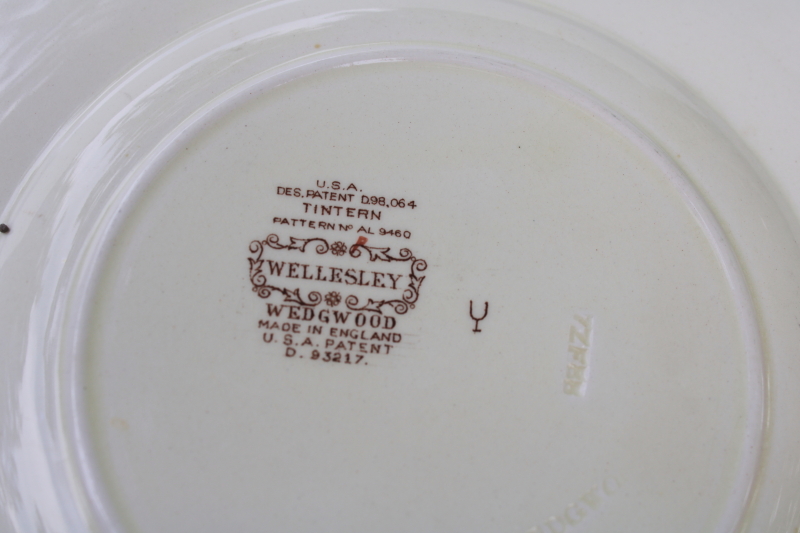 U.S.A.
DES. PATENT D.98,064
TINTERN
PATTERN Nº AL 9460
WELLESLEY
WEDGWOOD
MADE IN ENGLAND
U.S.A. PATENT
D. 93217.